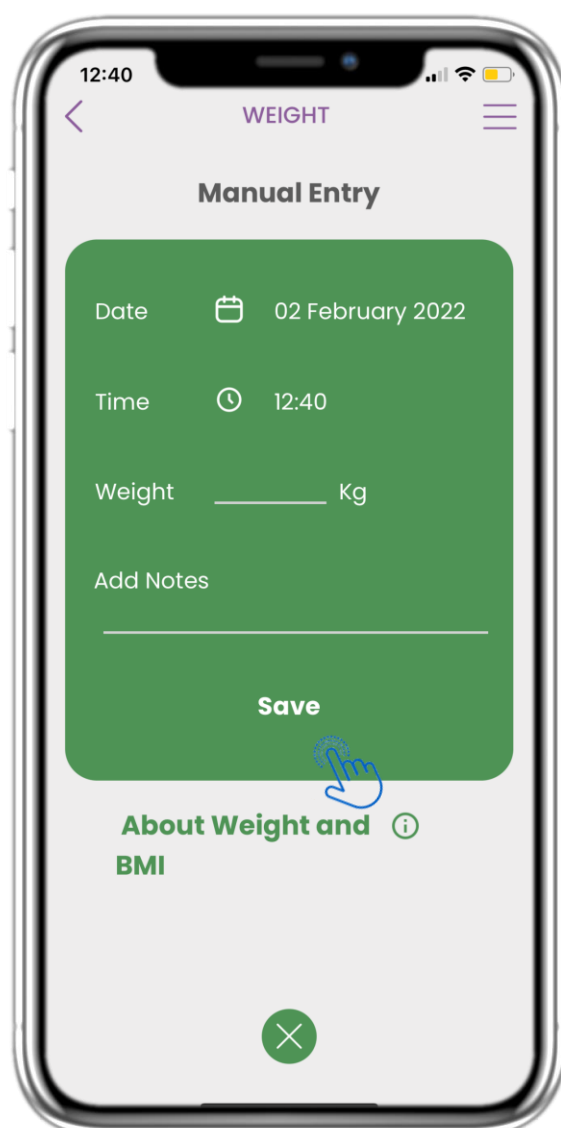 12:40
WEIGHT
Manual Entry
Date 02 February 2022
Time 12:40
Weight Kg
Add Notes
Save
About Weight and
BMI